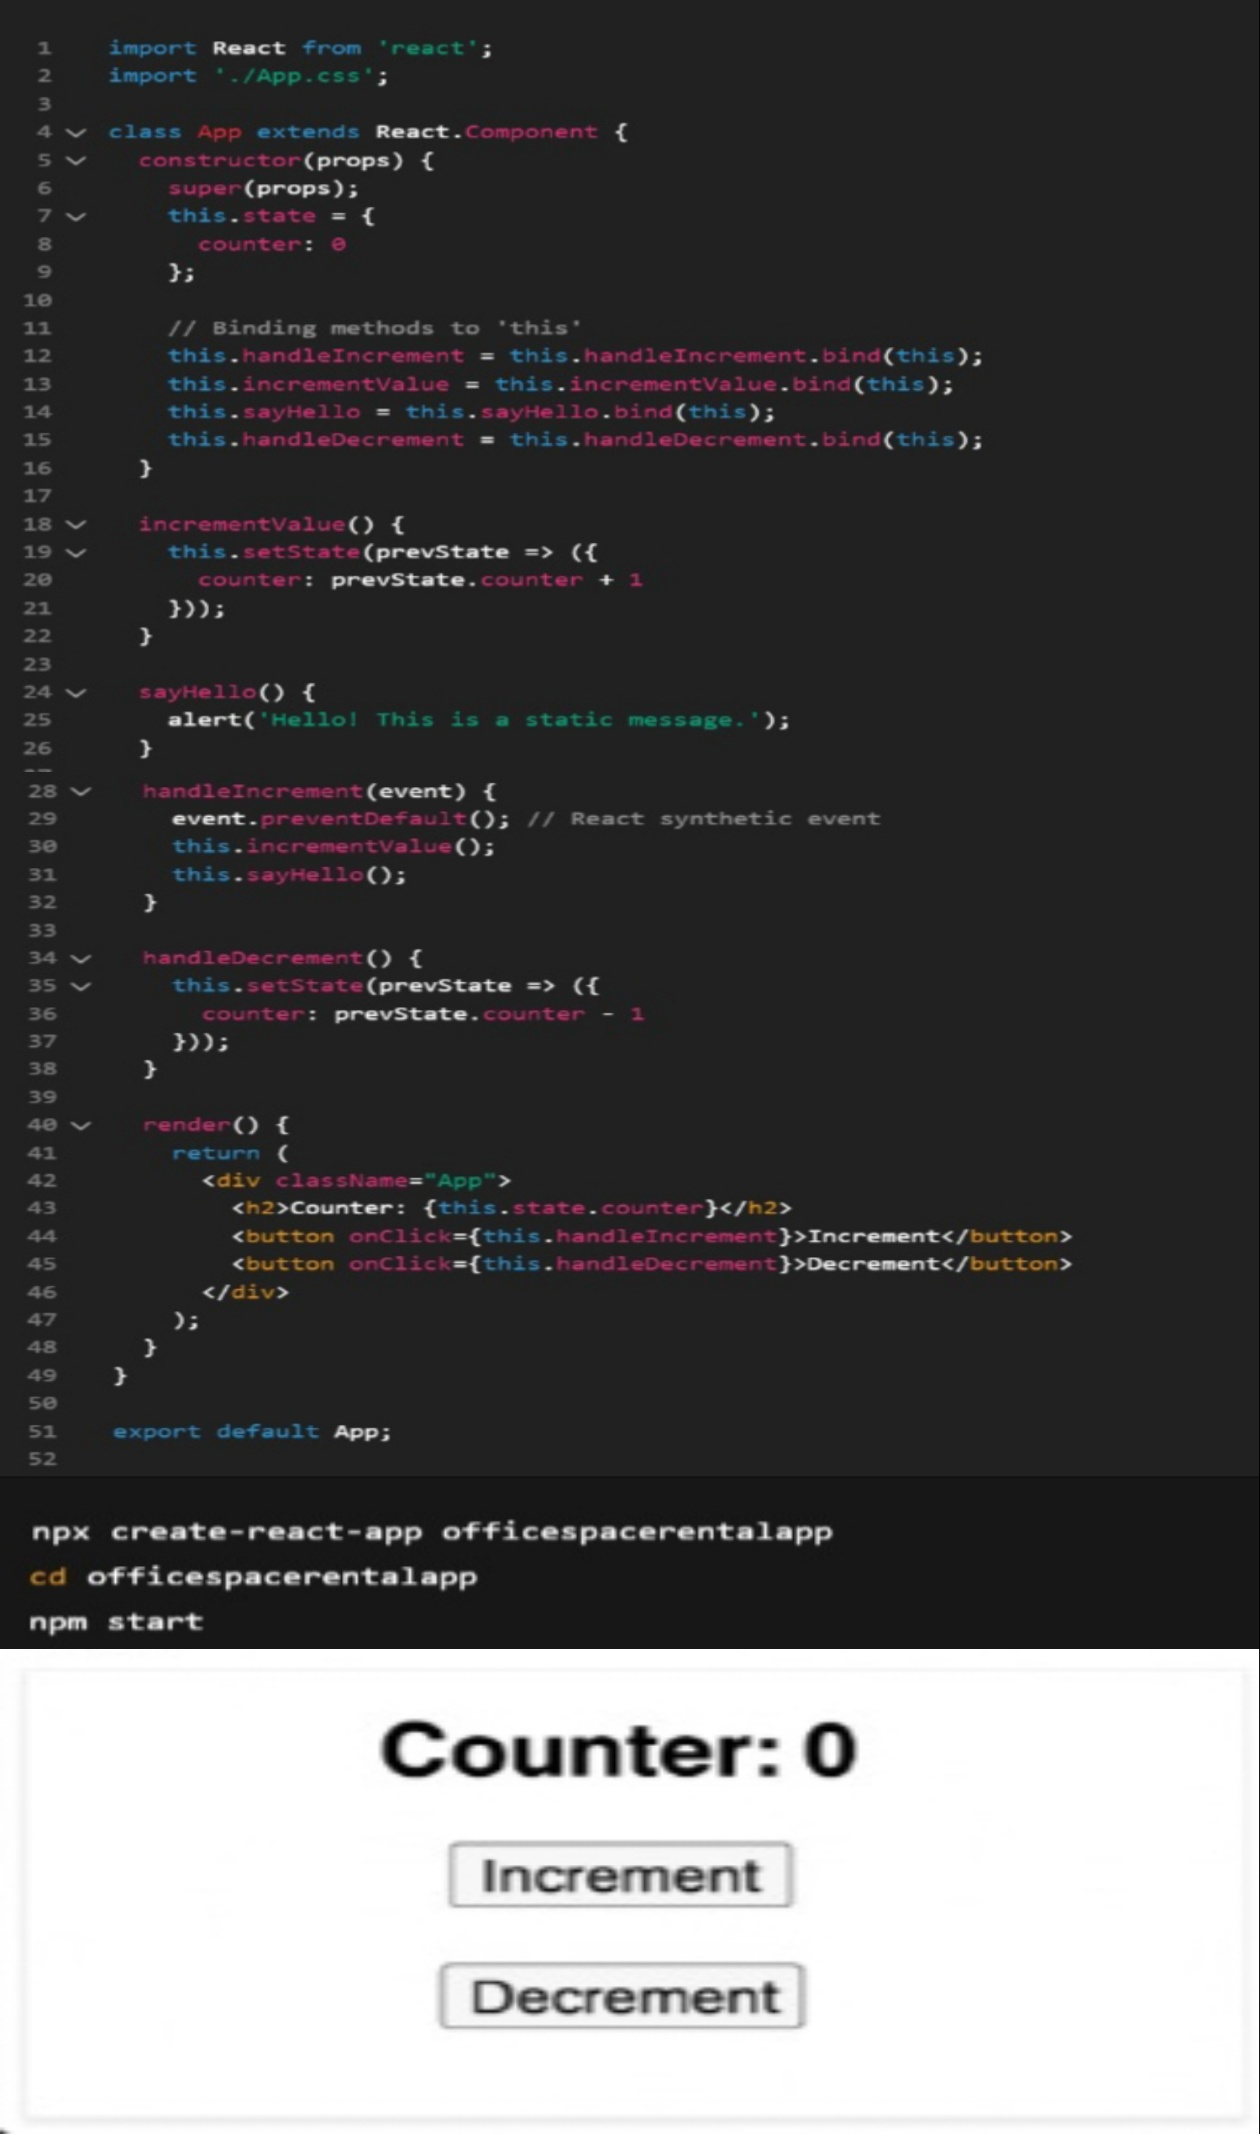 1 import React from 'react';
2 import './App.css';
3
4 class App extends React.Component {
5 constructor(props) {
6 super(props);
7 this.state = {
8 counter: 0
9 };
10
11 // Binding methods to 'this'
12 this.handleIncrement = this.handleIncrement.bind(this);
13 this.incrementValue = this.incrementValue.bind(this);
14 this.sayHello = this.sayHello.bind(this);
15 this.handleDecrement = this.handleDecrement.bind(this);
16 }
17
18 incrementValue() {
19 this.setState(prevState => ({
20 counter: prevState.counter + 1
21 }));
22 }
23
24 sayHello() {
25 alert('Hello! This is a static message.');
26 }
28 handleIncrement(event) {
29 event.preventDefault(); // React synthetic event
30 this.incrementValue();
31 this.sayHello();
32 }
33
34 handleDecrement() {
35 this.setState(prevState => ({
36 counter: prevState.counter - 1
37 }));
38 }
39
40 render() {
41 return (
42 <div className="App">
43 <h2>Counter: {this.state.counter}</h2>
44 <button onClick={this.handleIncrement}>Increment</button>
45 <button onClick={this.handleDecrement}>Decrement</button>
46 </div>
47 );
48 }
49 }
50
51 export default App;
52
npx create-react-app officespacerentalapp
cd officespacerentalapp
npm start
Counter: 0
Increment
Decrement